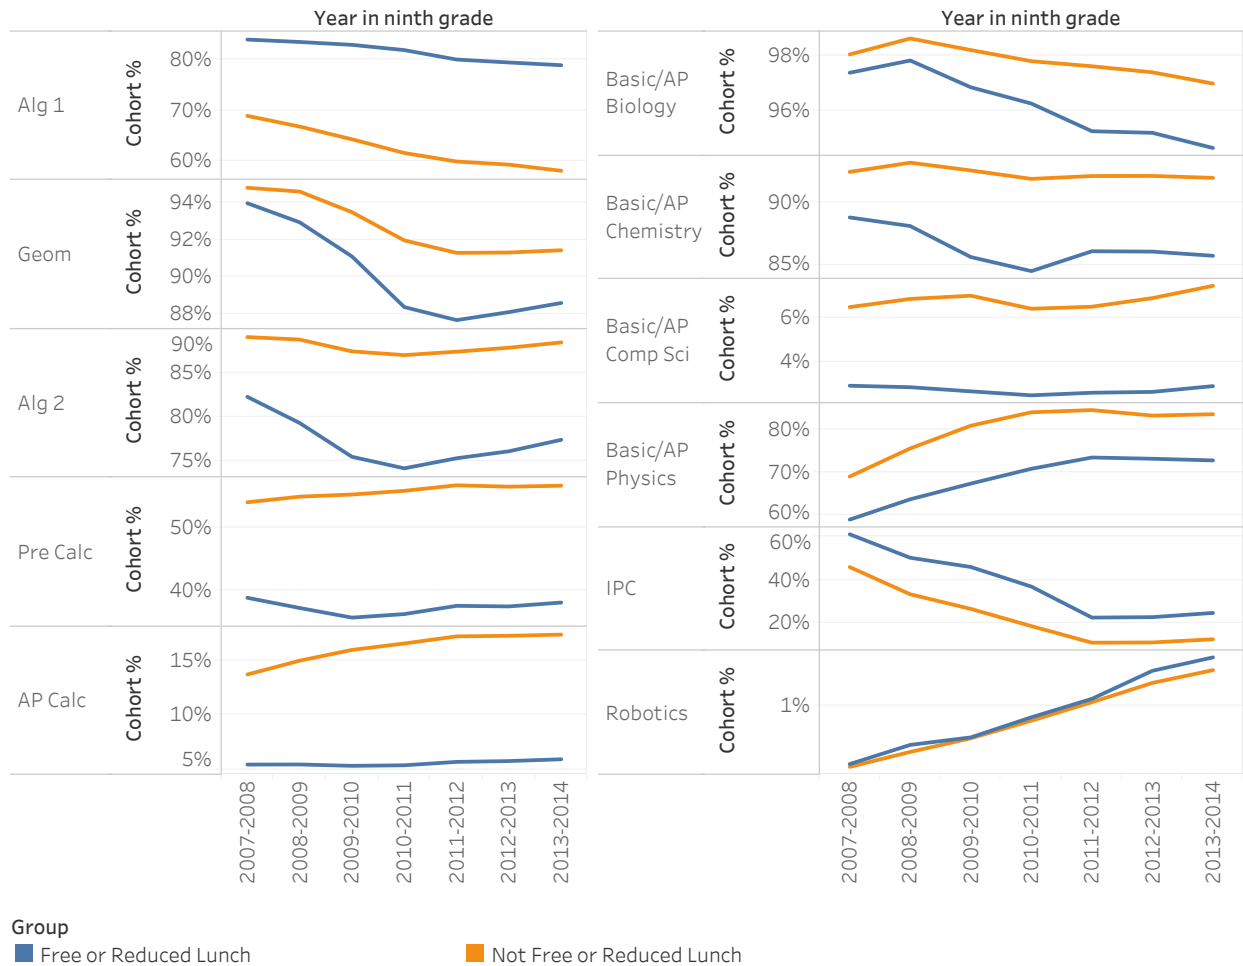 Year in ninth grade
Alg 1
Cohort %
80%
70%
60%
Geom
Cohort %
94%
92%
90%
88%
Alg 2
Cohort %
90%
85%
80%
75%
Pre Calc
Cohort %
50%
40%
AP Calc
Cohort %
15%
10%
5%
2007-2008
2008-2009
2009-2010
2010-2011
2011-2012
2012-2013
2013-2014
Year in ninth grade
Basic/AP
Biology
Cohort %
98%
96%
Basic/AP
Chemistry
Cohort %
90%
85%
Basic/AP
Comp Sci
Cohort %
6%
4%
Basic/AP
Physics
Cohort %
80%
70%
60%
IPC
Cohort %
60%
40%
20%
Robotics
Cohort %
1%
2007-2008
2008-2009
2009-2010
2010-2011
2011-2012
2012-2013
2013-2014
Group
Free or Reduced Lunch
Not Free or Reduced Lunch